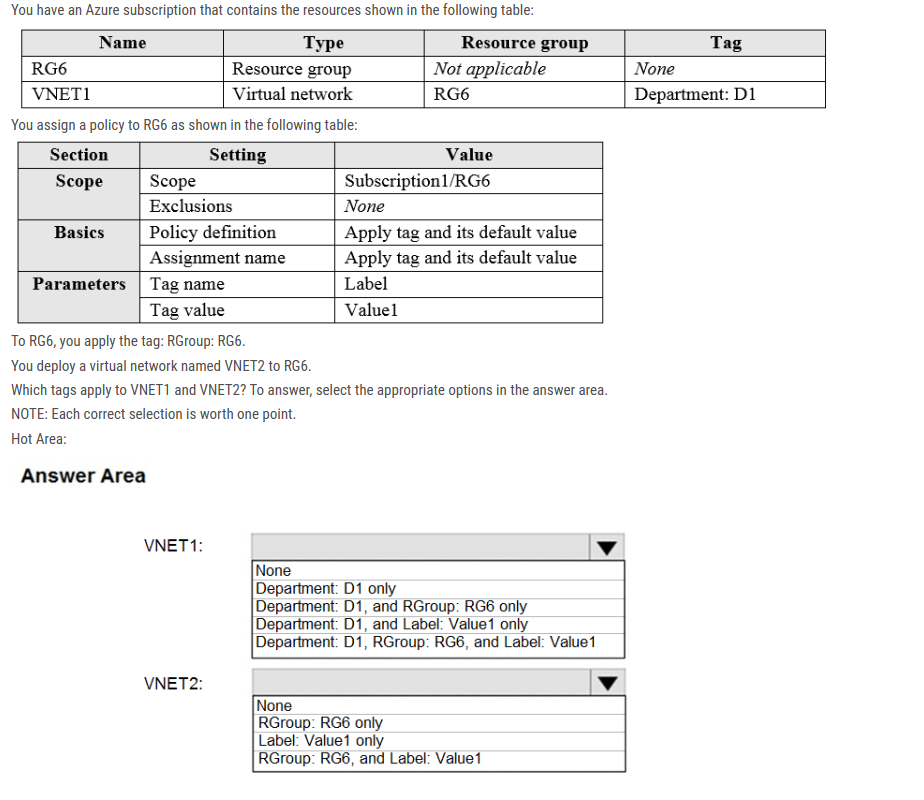 You have an Azure subscription that contains the resources shown in the following table:
Name Type Resource group Tag
RG6 Resource group Not applicable None
VNET1 Virtual network RG6 Department: D1
You assign a policy to RG6 as shown in the following table:
Section Setting Value
Scope Scope Subscription1/RG6
Exclusions None
Basics Policy definition Apply tag and its default value
Assignment name Apply tag and its default value
Parameters Tag name Label
Tag value Value1
To RG6, you apply the tag: RGroup: RG6.
You deploy a virtual network named VNET2 to RG6.
Which tags apply to VNET1 and VNET2? To answer, select the appropriate options in the answer area.
NOTE: Each correct selection is worth one point.
Hot Area:
Answer Area
VNET1:
None
Department: D1 only
Department: D1, and RGroup: RG6 only
Department: D1, and Label: Value1 only
Department: D1, RGroup: RG6, and Label: Value1
VNET2:
None
RGroup: RG6 only
Label: Value1 only
RGroup: RG6, and Label: Value1